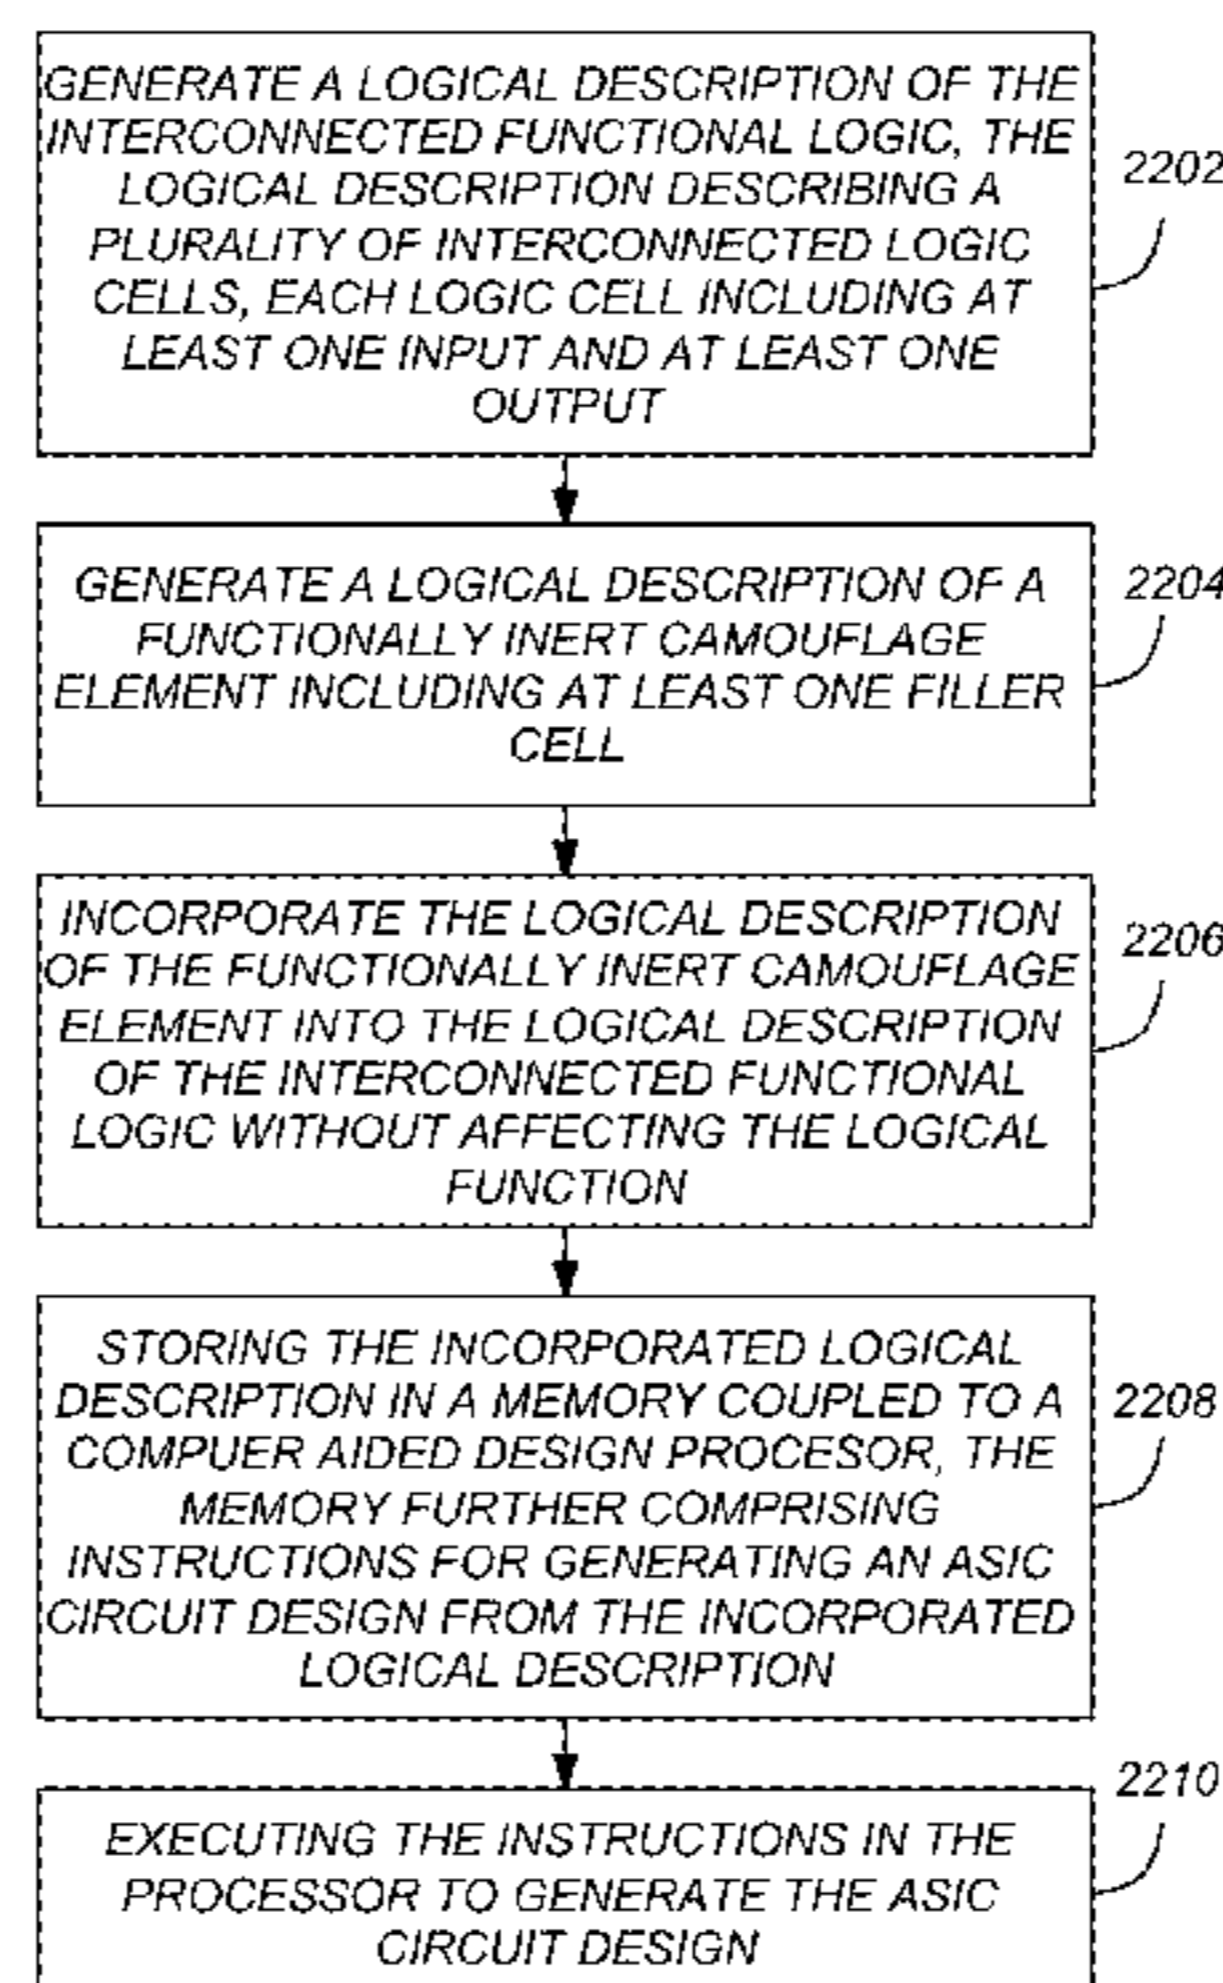 GENERATE A LOGICAL DESCRIPTION OF THE
INTERCONNECTED FUNCTIONAL LOGIC, THE
LOGICAL DESCRIPTION DESCRIBING A
PLURALITY OF INTERCONNECTED LOGIC
CELLS, EACH LOGIC CELL INCLUDING AT
LEAST ONE INPUT AND AT LEAST ONE
OUTPUT
2202
GENERATE A LOGICAL DESCRIPTION OF A
FUNCTIONALLY INERT CAMOUFLAGE
ELEMENT INCLUDING AT LEAST ONE FILLER
CELL
2204
INCORPORATE THE LOGICAL DESCRIPTION
OF THE FUNCTIONALLY INERT CAMOUFLAGE
ELEMENT INTO THE LOGICAL DESCRIPTION
OF THE INTERCONNECTED FUNCTIONAL
LOGIC WITHOUT AFFECTING THE LOGICAL
FUNCTION
2206
STORING THE INCORPORATED LOGICAL
DESCRIPTION IN A MEMORY COUPLED TO A
COMPUER AIDED DESIGN PROCESOR, THE
MEMORY FURTHER COMPRISING
INSTRUCTIONS FOR GENERATING AN ASIC
CIRCUIT DESIGN FROM THE INCORPORATED
LOGICAL DESCRIPTION
2208
EXECUTING THE INSTRUCTIONS IN THE
PROCESSOR TO GENERATE THE ASIC
CIRCUIT DESIGN
2210